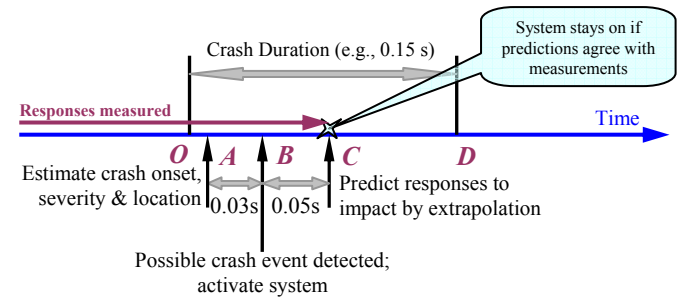 System stays on if
predictions agree with
measurements
Crash Duration (e.g., 0.15 s)
Responses measured
Time
O
A
B
C
D
Estimate crash onset,
severity & location
0.03s
0.05s
Predict responses to
impact by extrapolation
Possible crash event detected;
activate system